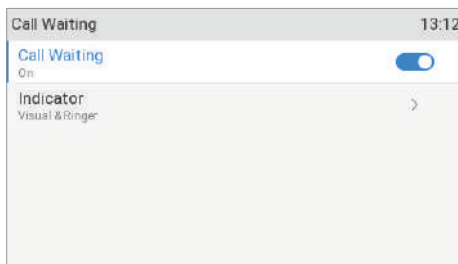 Call Waiting 13:12
Call Waiting
On
Indicator
Visual & Ringer